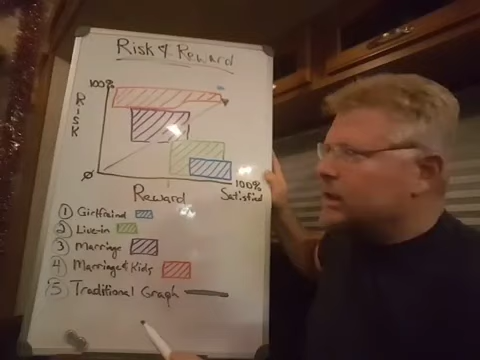 Risk & Reward
100%
RISK
0
Reward
100%
Satisfied
1 Girlfriend
2 Live-in
3 Marriage
4 Marriage & Kids
5 Traditional Graph